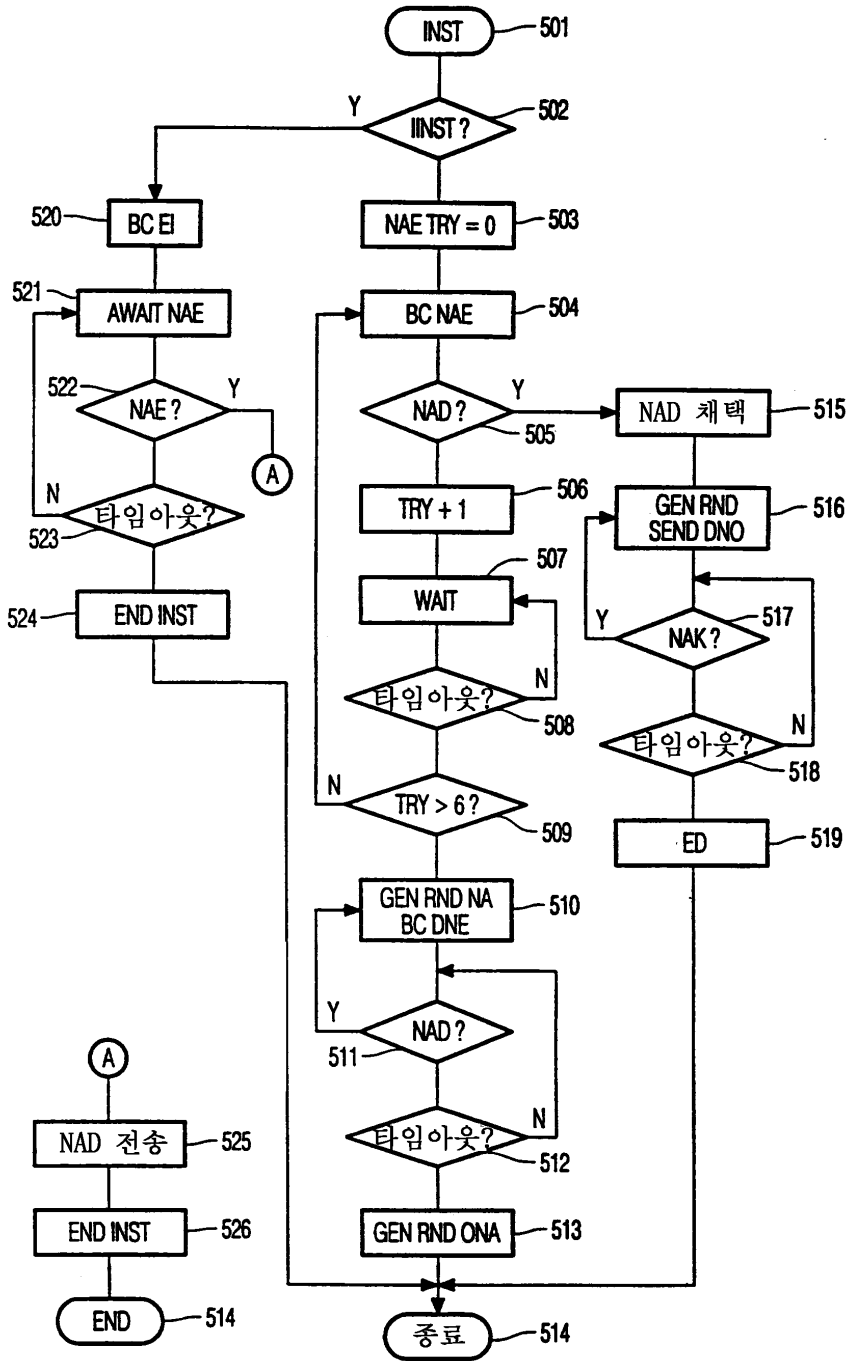 INST
501
Y
IINST ?
502
520
BC EI
NAE TRY = 0
503
521
AWAIT NAE
BC NAE
504
522
NAE ?
Y
A
NAD ?
Y
505
NAD 채택
515
N
타임아웃?
523
TRY + 1
506
GEN RND
SEND DNO
516
507
WAIT
524
END INST
Y
NAK ?
517
타임아웃?
N
508
타임아웃?
N
518
N
TRY > 6 ?
509
ED
519
GEN RND NA
BC DNE
510
Y
NAD ?
511
A
타임아웃?
N
512
NAD 전송
525
END INST
526
GEN RND ONA
513
END
514
종료
514